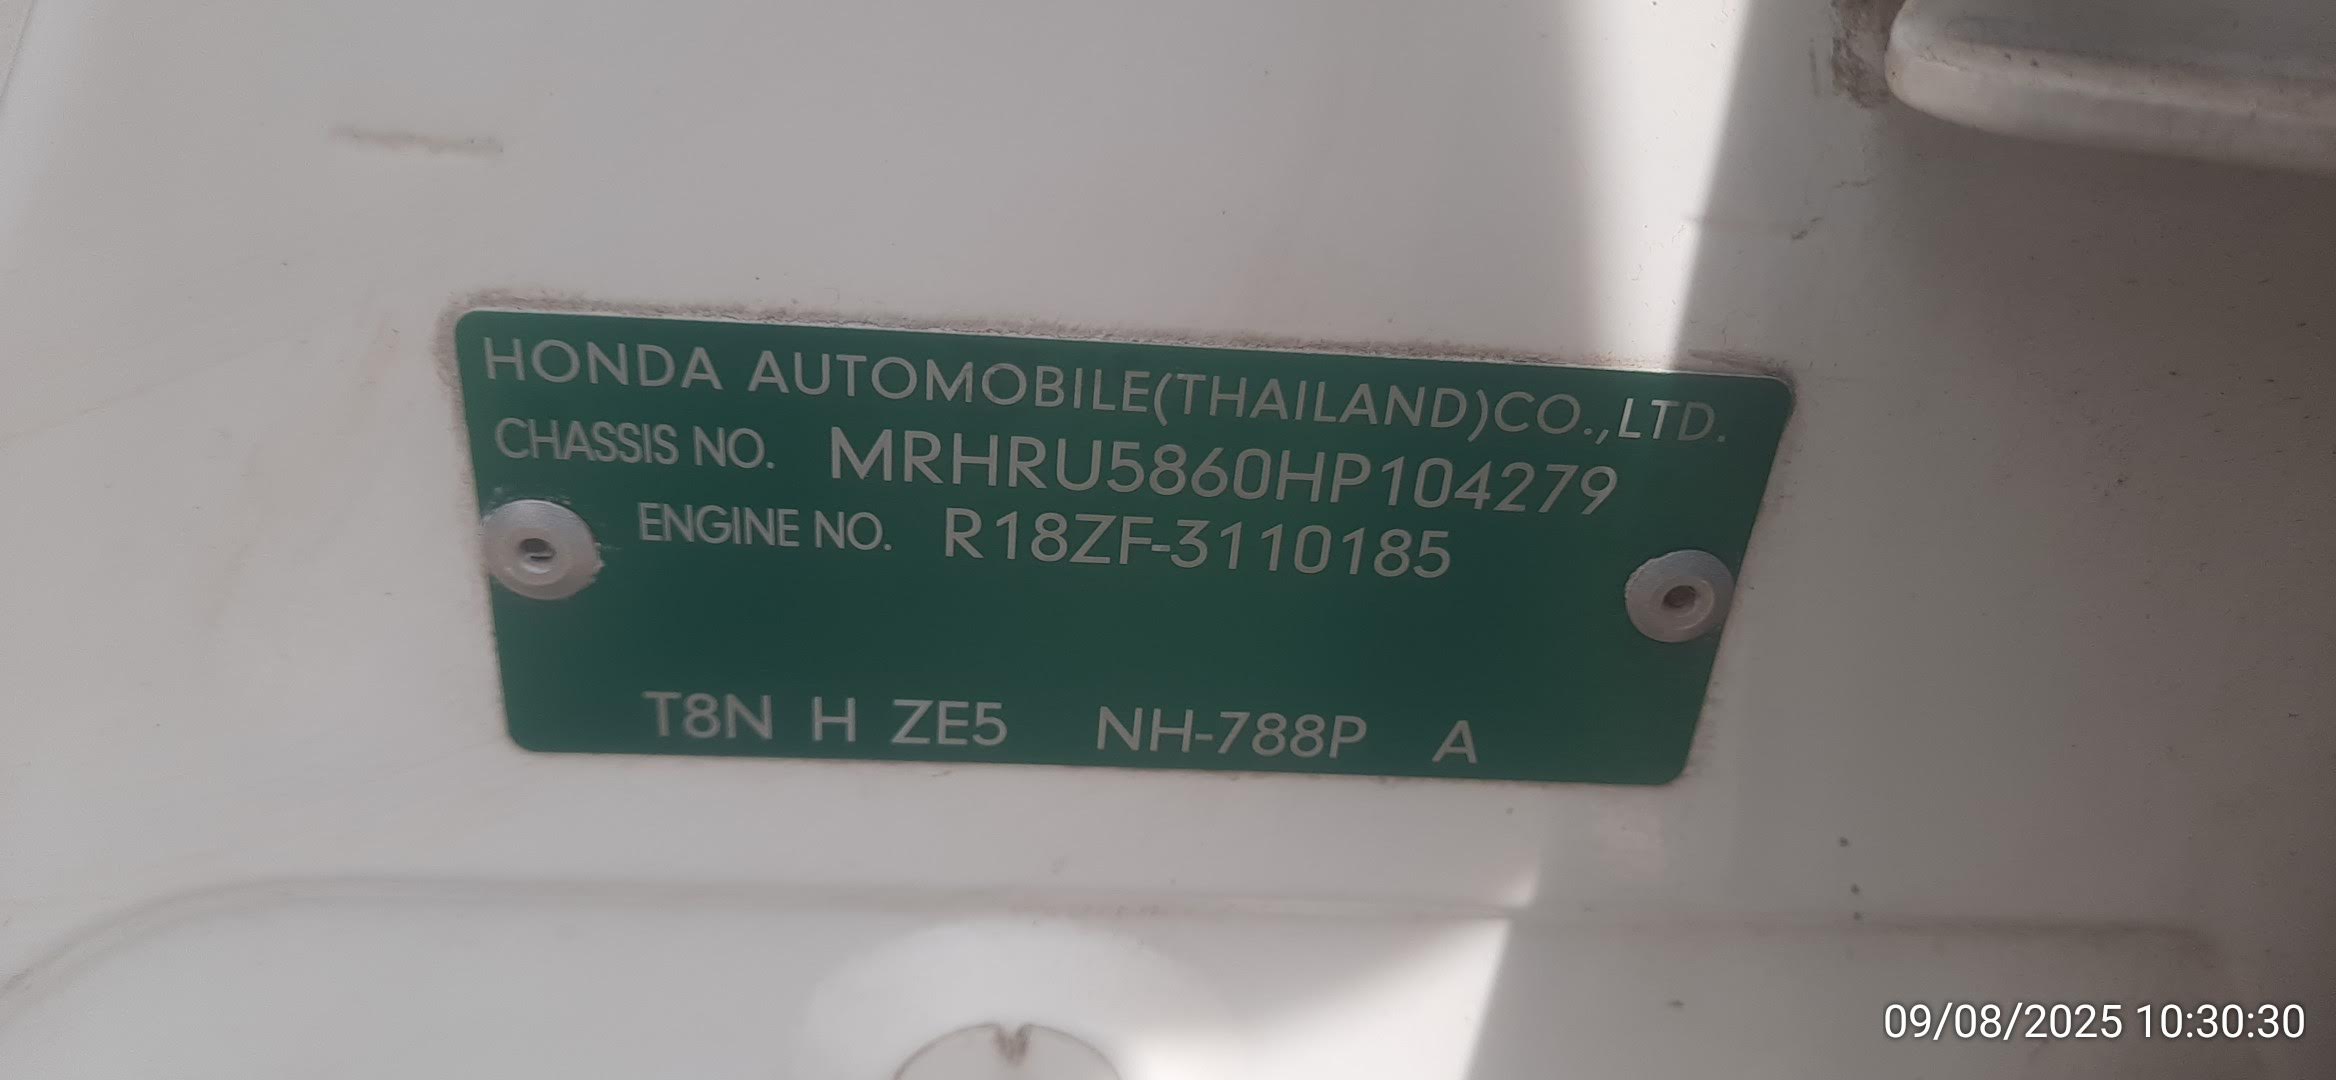 HONDA AUTOMOBILE(THAILAND)CO.,LTD.
CHASSIS NO. MRHRU5860HP104279
ENGINE NO. R18ZF-3110185
T8N H ZE5 NH-788P A
09/08/2025 10:30:30